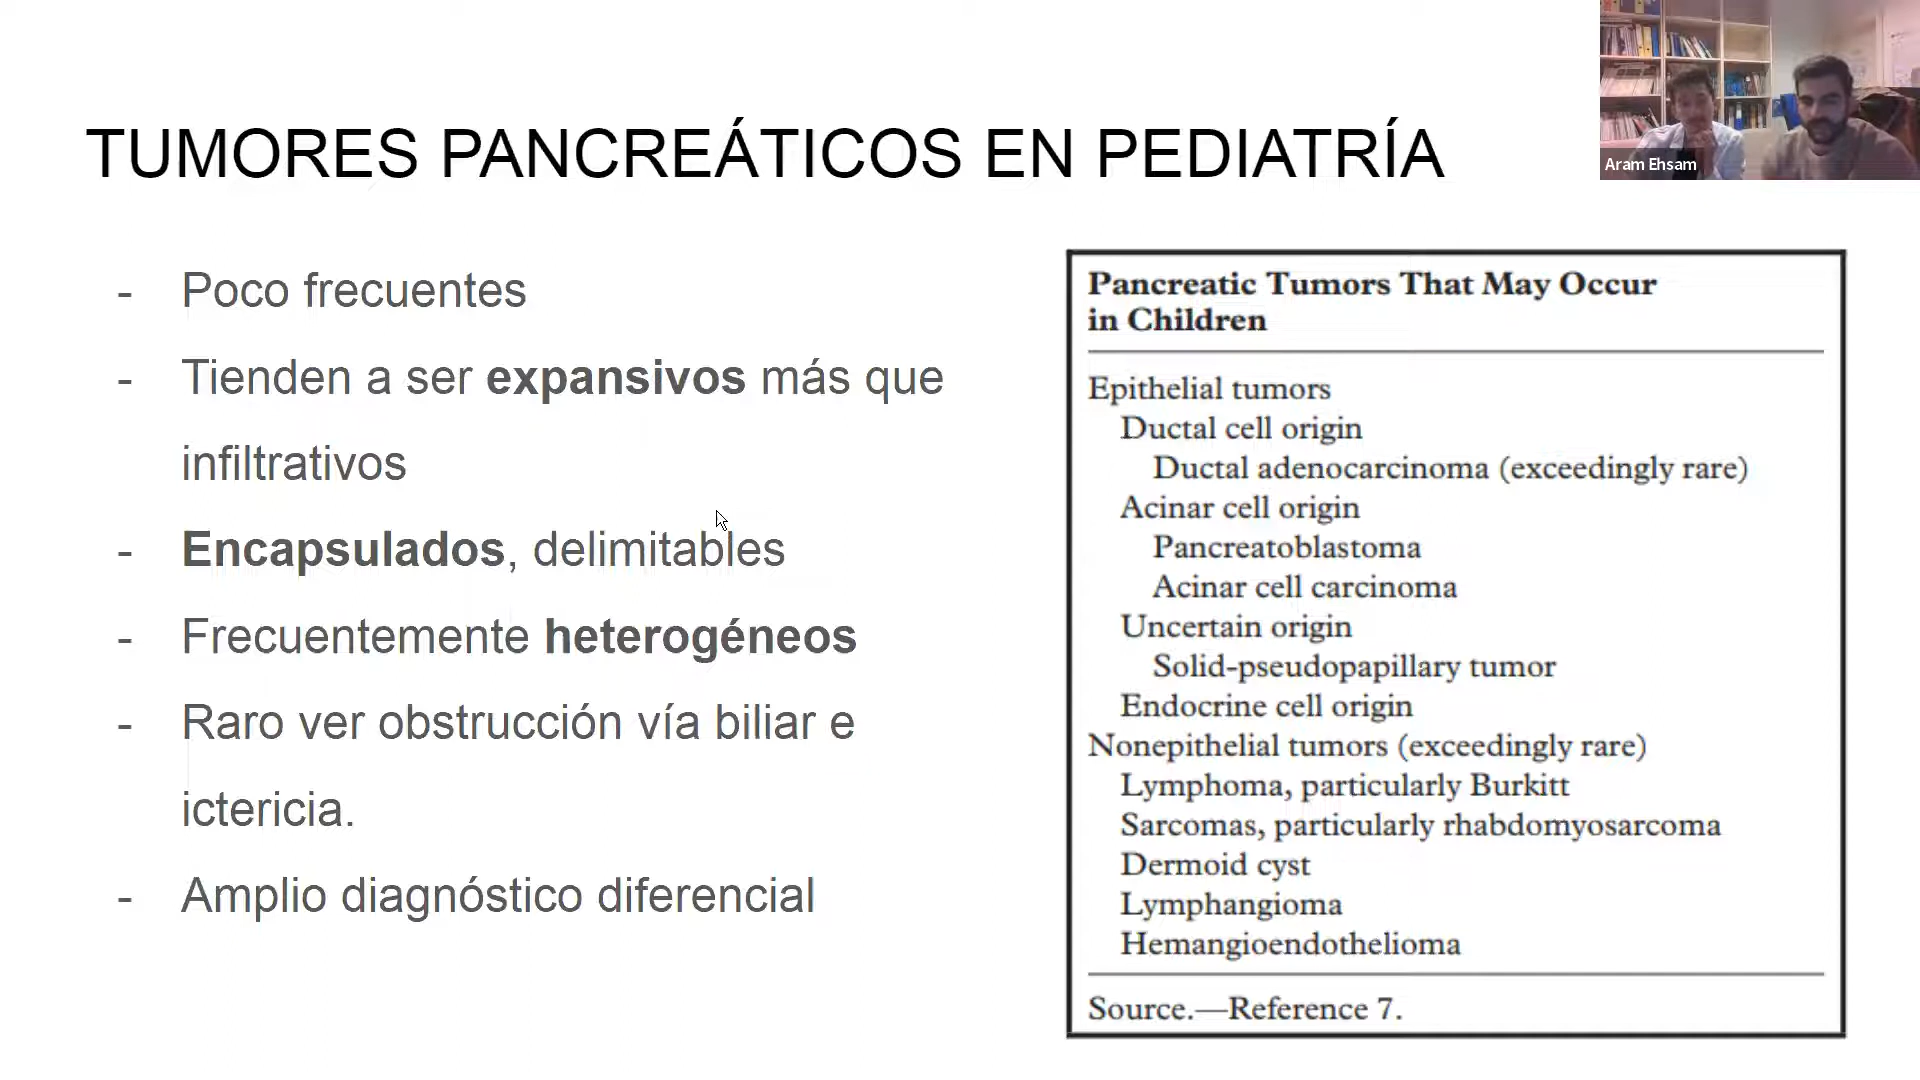 TUMORES PANCREÁTICOS EN PEDIATRÍA
Aram Ehsam
- Poco frecuentes
- Tienden a ser expansivos más que
infiltrativos
- Encapsulados, delimitables
- Frecuentemente heterogéneos
- Raro ver obstrucción vía biliar e
ictericia.
- Amplio diagnóstico diferencial
Pancreatic Tumors That May Occur
in Children
Epithelial tumors
Ductal cell origin
Ductal adenocarcinoma (exceedingly rare)
Acinar cell origin
Pancreatoblastoma
Acinar cell carcinoma
Uncertain origin
Solid-pseudopapillary tumor
Endocrine cell origin
Nonepithelial tumors (exceedingly rare)
Lymphoma, particularly Burkitt
Sarcomas, particularly rhabdomyosarcoma
Dermoid cyst
Lymphangioma
Hemangioendothelioma
Source.—Reference 7.